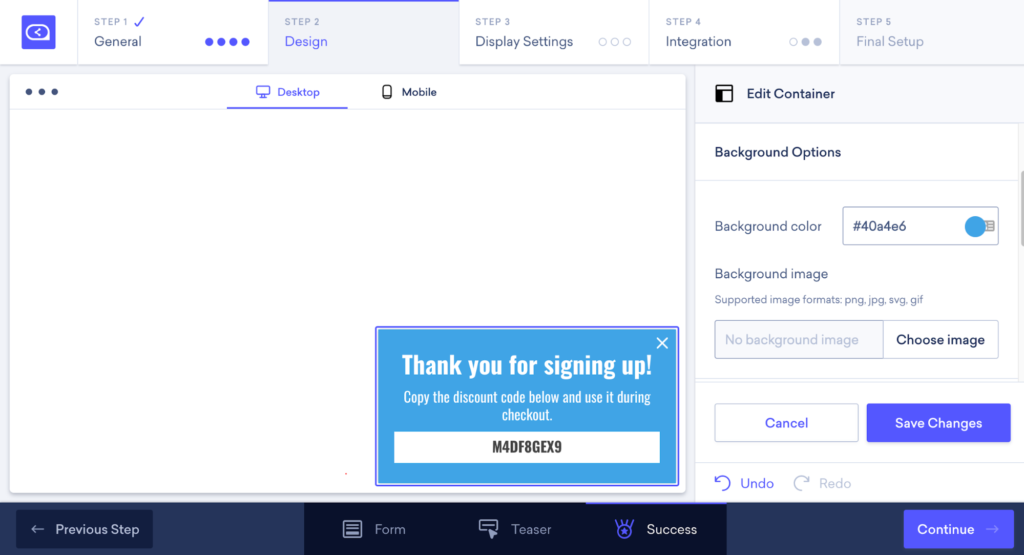 STEP 1
General
STEP 2
Design
STEP 3
Display Settings
STEP 4
Integration
STEP 5
Final Setup
Desktop
Mobile
Edit Container
Background Options
Background color
#40a4e6
Background image
Supported image formats: png, jpg, svg, gif
No background image
Choose image
Thank you for signing up!
Copy the discount code below and use it during
checkout.
M4DF8GEX9
Cancel
Save Changes
Undo
Redo
Previous Step
Form
Teaser
Success
Continue